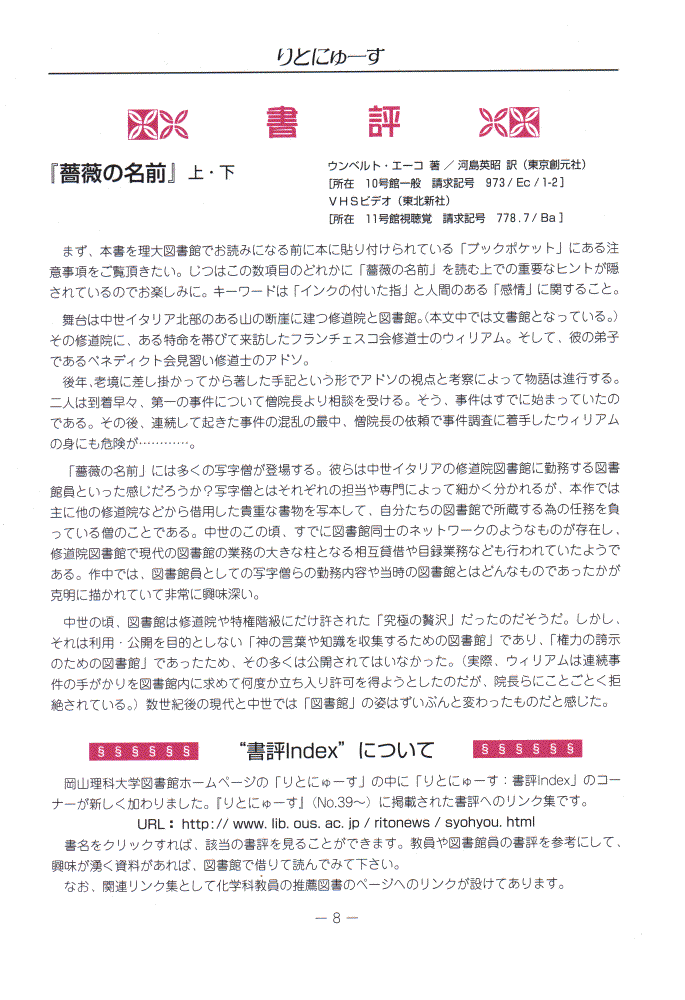 りとにゅーす
書評
『薔薇の名前』上・下
ウンベルト・エーコ 著／河島英昭 訳（東京創元社）
［所在 10号館一般 請求記号 973/Ec/1-2］
ＶＨＳビデオ（東北新社）
［所在 11号館視聴覚 請求記号 778.7/Ba］
まず、本書を理大図書館でお読みになる前に本に貼り付けられている「ブックポケット」にある注
意事項をご覧頂きたい。じつはこの数項目のどれかに「薔薇の名前」を読む上での重要なヒントが隠
されているのでお楽しみに。キーワードは「インクの付いた指」と人間のある「感情」に関すること。
舞台は中世イタリア北部のある山の断崖に建つ修道院と図書館。（本文中では文書館となっている。）
その修道院に、ある特命を帯びて来訪したフランチェスコ会修道士のウィリアム。そして、彼の弟子
であるベネディクト会見習い修道士のアドソ。
後年、老境に差し掛かってから著した手記という形でアドソの視点と考察によって物語は進行する。
二人は到着早々、第一の事件について僧院長より相談を受ける。そう、事件はすでに始まっていたの
である。その後、連続して起きた事件の混乱の最中、僧院長の依頼で事件調査に着手したウィリアム
の身にも危険が…………。
「薔薇の名前」には多くの写字僧が登場する。彼らは中世イタリアの修道院図書館に勤務する図書
館員といった感じだろうか？写字僧とはそれぞれの担当や専門によって細かく分かれるが、本作では
主に他の修道院などから借用した貴重な書物を写本して、自分たちの図書館で所蔵する為の任務を負
っている僧のことである。中世のこの頃、すでに図書館同士のネットワークのようなものが存在し、
修道院図書館で現代の図書館の業務の大きな柱となる相互貸借や目録業務なども行われていたようで
ある。作中では、図書館員としての写字僧らの勤務内容や当時の図書館とはどんなものであったかが
克明に描かれていて非常に興味深い。
中世の頃、図書館は修道院や特権階級にだけ許された「究極の贅沢」だったのだそうだ。しかし、
それは利用・公開を目的としない「神の言葉や知識を収集するための図書館」であり、「権力の誇示
のための図書館」であったため、その多くは公開されてはいなかった。（実際、ウィリアムは連続事
件の手がかりを図書館内に求めて何度か立ち入り許可を得ようとしたのだが、院長らにことごとく拒
絶されている。）数世紀後の現代と中世では「図書館」の姿はずいぶんと変わったものだと感じた。
§§§§§§ “書評Index”について §§§§§§
岡山理科大学図書館ホームページの「りとにゅーす」の中に「りとにゅーす：書評Index」のコー
ナーが新しく加わりました。『りとにゅーす』（No.39～）に掲載された書評へのリンク集です。
URL：http://www.lib.ous.ac.jp/ritonews/syohyou.html
書名をクリックすれば、該当の書評を見ることができます。教員や図書館員の書評を参考にして、
興味が湧く資料があれば、図書館で借りて読んでみて下さい。
なお、関連リンク集として化学科教員の推薦図書のページへのリンクが設けてあります。
— 8 —